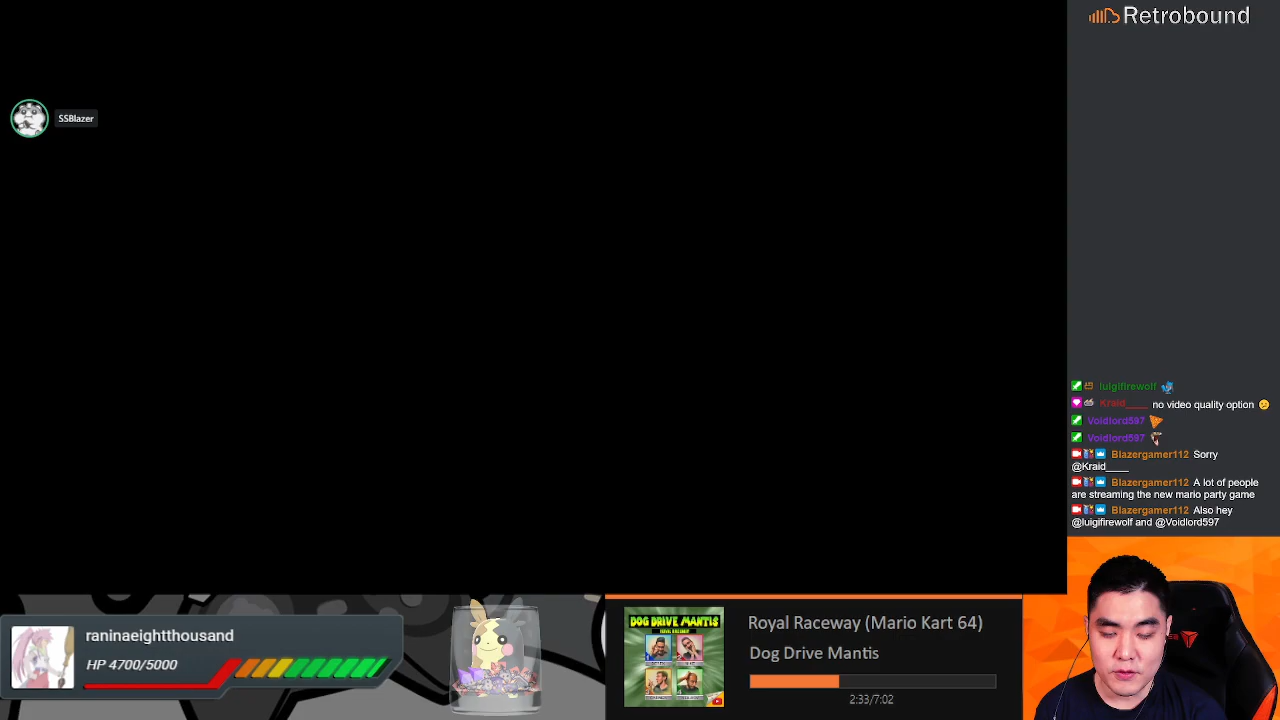 Retrobound
SSBlazer
luigifirewolf
Kraid____ no video quality option
Voidlord597
Voidlord597
Blazergamer112 Sorry
@Kraid____
Blazergamer112 A lot of people
are streaming the new mario party game
Blazergamer112 Also hey
@luigifirewolf and @Voidlord597
raninaeightthousand
HP 4700/5000
DOG DRIVE MANTIS
Royal Raceway (Mario Kart 64)
Dog Drive Mantis
2:33/7:02